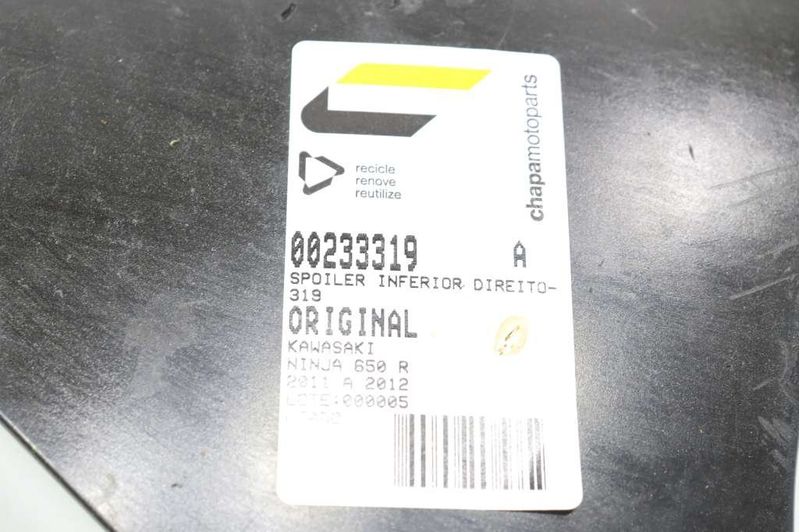 chapamotoparts
recicle
renove
reutilize
00233319 A
SPOILER INFERIOR DIREITO-
319
ORIGINAL
KAWASAKI
NINJA 650 R
2011 A 2012
LOTE:000005